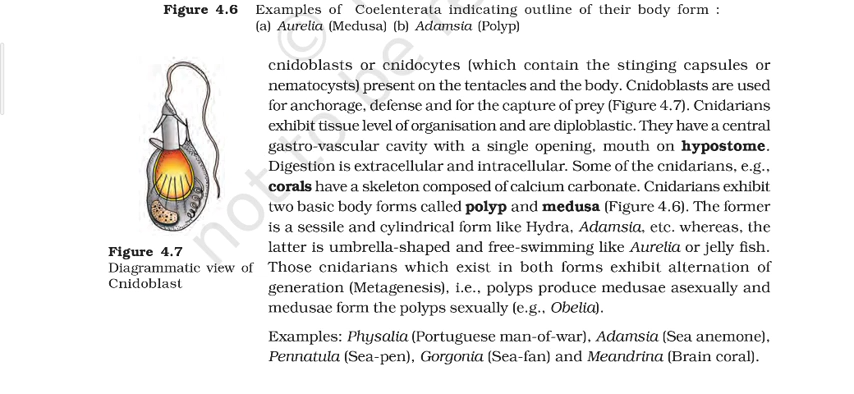 Figure 4.6 Examples of Coelenterata indicating outline of their body form :
(a) Aurelia (Medusa) (b) Adamsia (Polyp)
cnidoblasts or cnidocytes (which contain the stinging capsules or
nematocysts) present on the tentacles and the body. Cnidoblasts are used
for anchorage, defense and for the capture of prey (Figure 4.7). Cnidarians
exhibit tissue level of organisation and are diploblastic. They have a central
gastro-vascular cavity with a single opening, mouth on hypostome.
Digestion is extracellular and intracellular. Some of the cnidarians, e.g.,
corals have a skeleton composed of calcium carbonate. Cnidarians exhibit
two basic body forms called polyp and medusa (Figure 4.6). The former
is a sessile and cylindrical form like Hydra, Adamsia, etc. whereas, the
latter is umbrella-shaped and free-swimming like Aurelia or jelly fish.
Those cnidarians which exist in both forms exhibit alternation of
generation (Metagenesis), i.e., polyps produce medusae asexually and
medusae form the polyps sexually (e.g., Obelia).
Figure 4.7
Diagrammatic view of
Cnidoblast
Examples: Physalia (Portuguese man-of-war), Adamsia (Sea anemone),
Pennatula (Sea-pen), Gorgonia (Sea-fan) and Meandrina (Brain coral).
©
not to be re